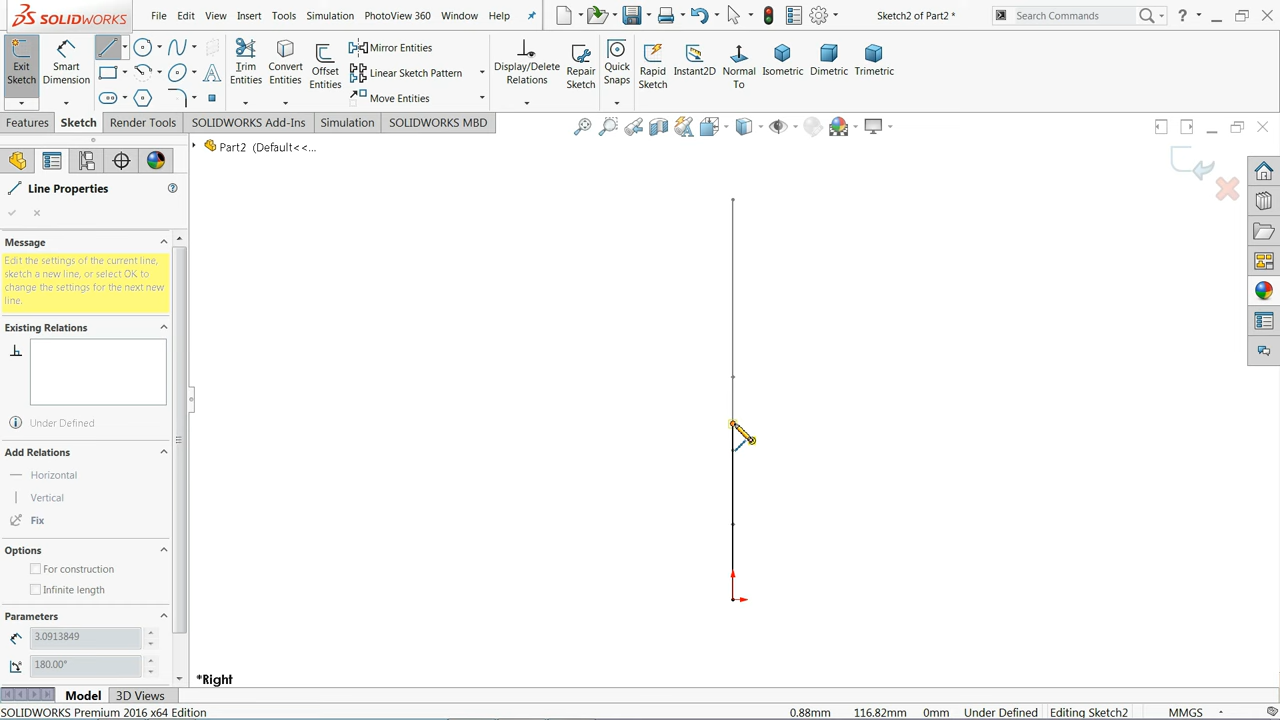 SOLIDWORKS
File
Edit
View
Insert
Tools
Simulation
PhotoView 360
Window
Help
Sketch2 of Part2 *
Search Commands
?
Exit
Sketch
Smart
Dimension
Trim
Entities
Convert
Entities
Offset
Entities
Mirror Entities
Linear Sketch Pattern
Move Entities
Display/Delete
Relations
Repair
Sketch
Quick
Snaps
Rapid
Sketch
Instant2D
Normal
To
Isometric
Dimetric
Trimetric
Features
Sketch
Render Tools
SOLIDWORKS Add-Ins
Simulation
SOLIDWORKS MBD
Part2 (Default<<...
Line Properties
?
Message
Edit the settings of the current line,
sketch a new line, or select OK to
change the settings for the next new
line.
Existing Relations
Under Defined
Add Relations
Horizontal
Vertical
Fix
Options
For construction
Infinite length
Parameters
3.0913849
180.00°
*Right
Model
3D Views
SOLIDWORKS Premium 2016 x64 Edition
0.88mm
116.82mm
0mm
Under Defined
Editing Sketch2
MMGS